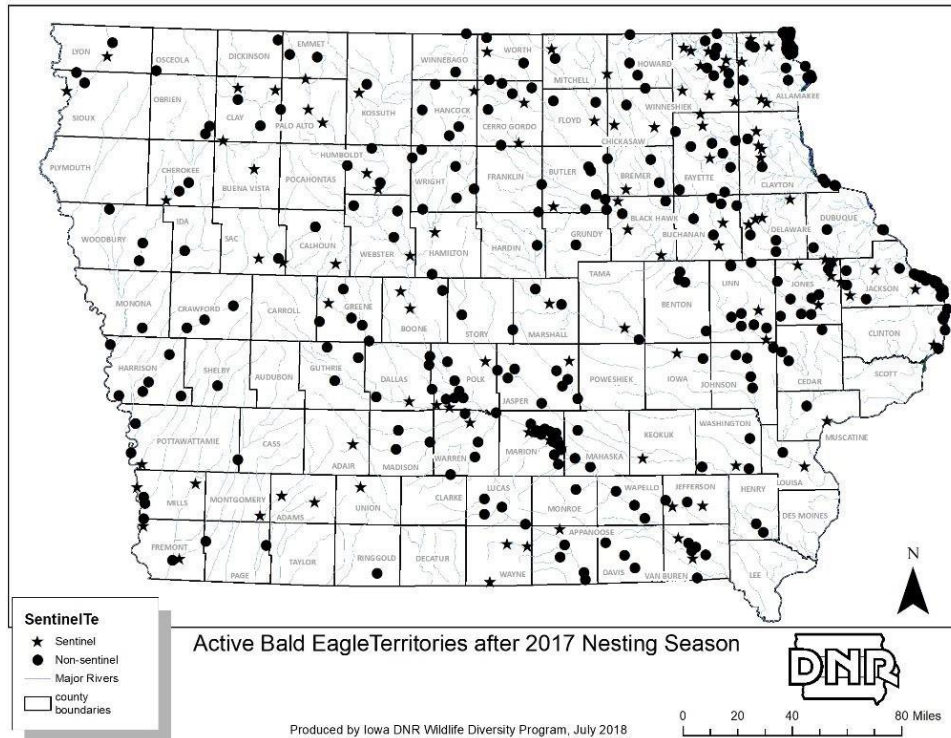 LYON
OSCEOLA
DICKINSON
EMMET
WINNEBAGO
WORTH
MITCHELL
HOWARD
WINNESHIEK
ALLAMAKEE
SIOUX
OBRIEN
CLAY
PALO ALTO
KOSSUTH
HANCOCK
CERRO GORDO
FLOYD
CHICKASAW
PLYMOUTH
CHEROKEE
BUENA VISTA
POCAHONTAS
HUMBOLDT
WRIGHT
FRANKLIN
BUTLER
BREMER
FAYETTE
CLAYTON
WOODBURY
IDA
SAC
CALHOUN
WEBSTER
HAMILTON
HARDIN
GRUNDY
BLACK HAWK
BUCHANAN
DELAWARE
DUBUQUE
MONONA
CRAWFORD
CARROLL
GREENE
BOONE
STORY
MARSHALL
TAMA
BENTON
LINN
JONES
JACKSON
CLINTON
HARRISON
SHELBY
AUDUBON
GUTHRIE
DALLAS
POLK
JASPER
POWESHIEK
IOWA
JOHNSON
CEDAR
SCOTT
POTTAWATTAMIE
CASS
ADAIR
MADISON
WARREN
MARION
MAHASKA
KEOKUK
WASHINGTON
MUSCATINE
LOUISA
MILLS
MONTGOMERY
ADAMS
UNION
CLARKE
LUCAS
MONROE
WAPELLO
JEFFERSON
HENRY
DES MOINES
FREMONT
PAGE
TAYLOR
RINGGOLD
DECATUR
WAYNE
APPANOOSE
DAVIS
VAN BUREN
LEE
N
SentinelTe
Sentinel
Non-sentinel
Major Rivers
county
boundaries
Active Bald EagleTerritories after 2017 Nesting Season
DNR
0 20 40 80 Miles
Produced by Iowa DNR Wildlife Diversity Program, July 2018